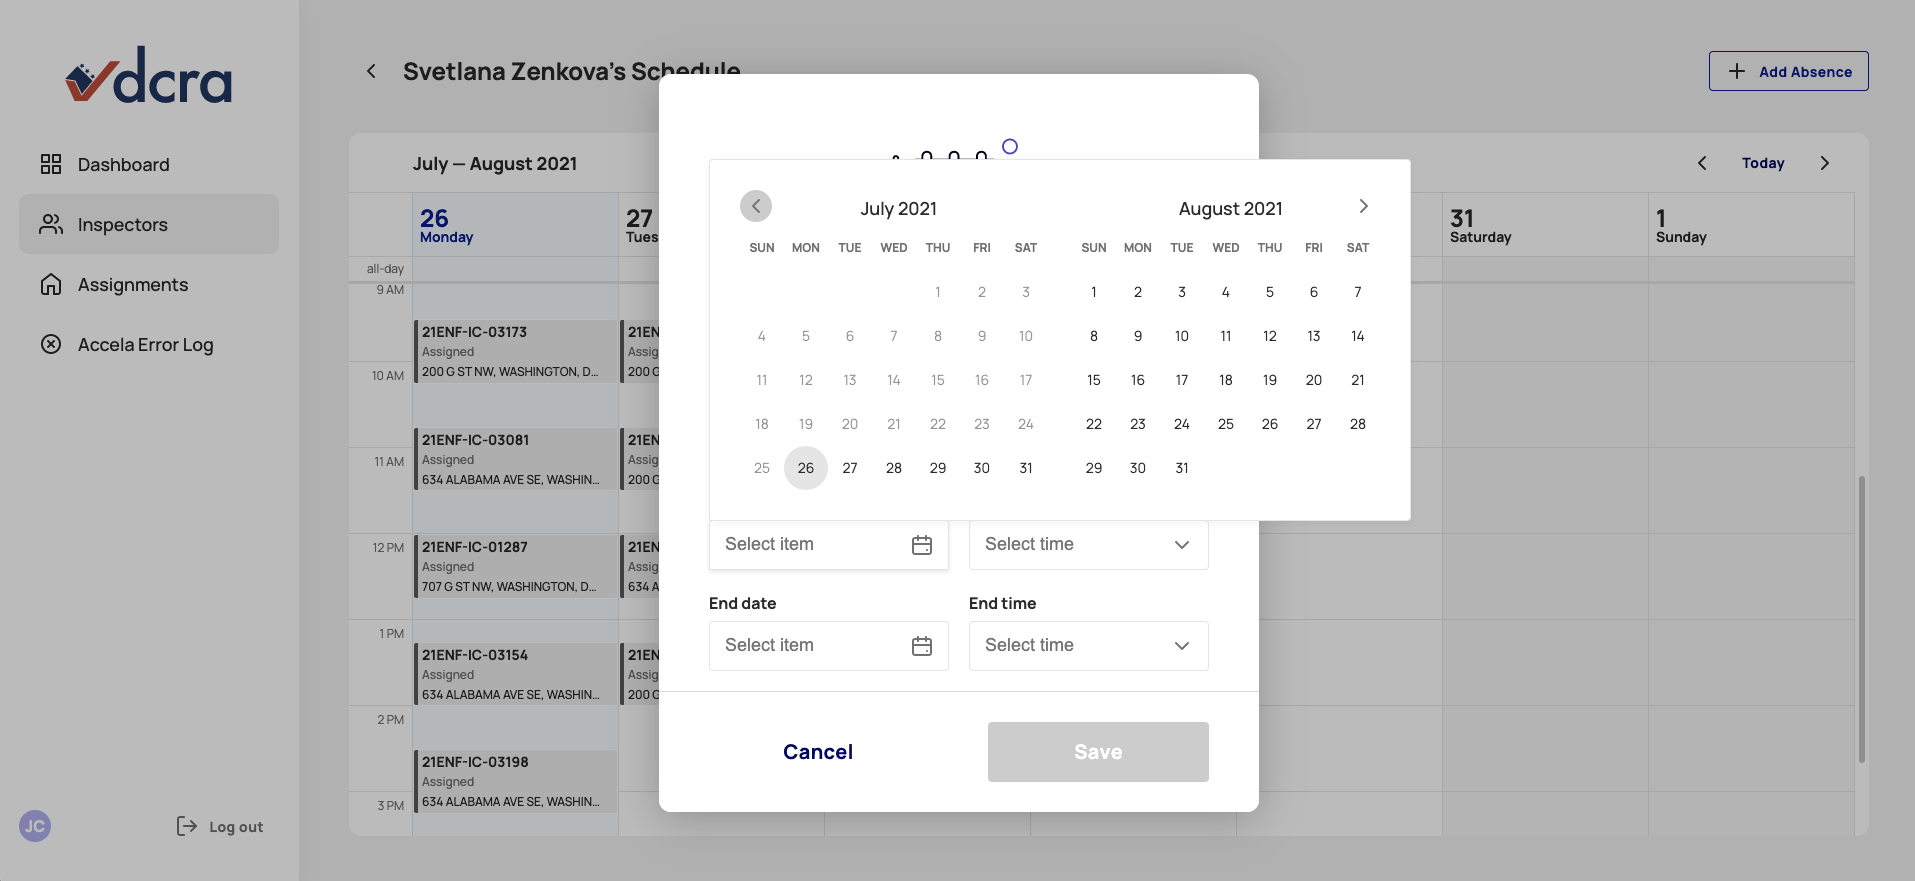 dcra
Dashboard
Inspectors
Assignments
Accela Error Log
JC
Log out
Svetlana Zenkova's Schedule
Add Absence
July — August 2021
Today
26
Monday
27
Tues
31
Saturday
1
Sunday
all-day
9 AM
10 AM
11 AM
12 PM
1 PM
2 PM
3 PM
21ENF-IC-03173
Assigned
200 G ST NW, WASHINGTON, D...
21ENF-IC-03081
Assigned
634 ALABAMA AVE SE, WASHIN...
21ENF-IC-01287
Assigned
707 G ST NW, WASHINGTON, D...
21ENF-IC-03154
Assigned
634 ALABAMA AVE SE, WASHIN...
21ENF-IC-03198
Assigned
634 ALABAMA AVE SE, WASHIN...
21EN
Assig
200 G
21EN
Assig
200 G
21EN
Assig
634 A
21EN
Assig
200 G
July 2021
SUN MON TUE WED THU FRI SAT
1 2 3
4 5 6 7 8 9 10
11 12 13 14 15 16 17
18 19 20 21 22 23 24
25 26 27 28 29 30 31
August 2021
SUN MON TUE WED THU FRI SAT
1 2 3 4 5 6 7
8 9 10 11 12 13 14
15 16 17 18 19 20 21
22 23 24 25 26 27 28
29 30 31
Select item
Select time
End date
End time
Select item
Select time
Cancel
Save